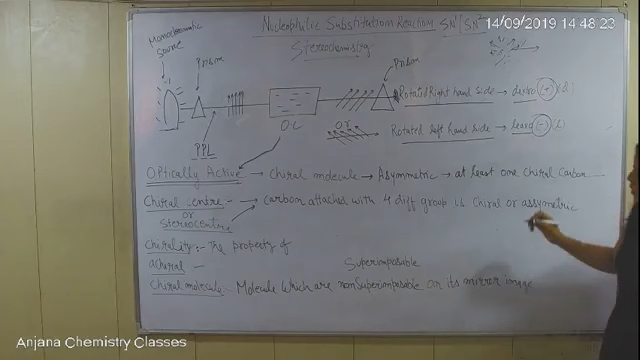 Nucleophilic Substitution Reaction SN1/SN2
14/09/2019 14:48:23
Stereochemistry
Monochromatic
Source
Prism
Prism
Rotated Right hand side → dextro (+) (d)
or
Rotated left hand side → (-) (l)
PPL
Optically Active → Chiral molecule → Asymmetric → at least one Chiral Carbon
Chiral centre - → Carbon attached with 4 diff group is Chiral or assymetric
or
Stereocentre
Chirality :- The property of
achiral -
Superimposable
Chiral molecule - Molecule which are nonSuperimposable on its mirror image
Anjana Chemistry Classes